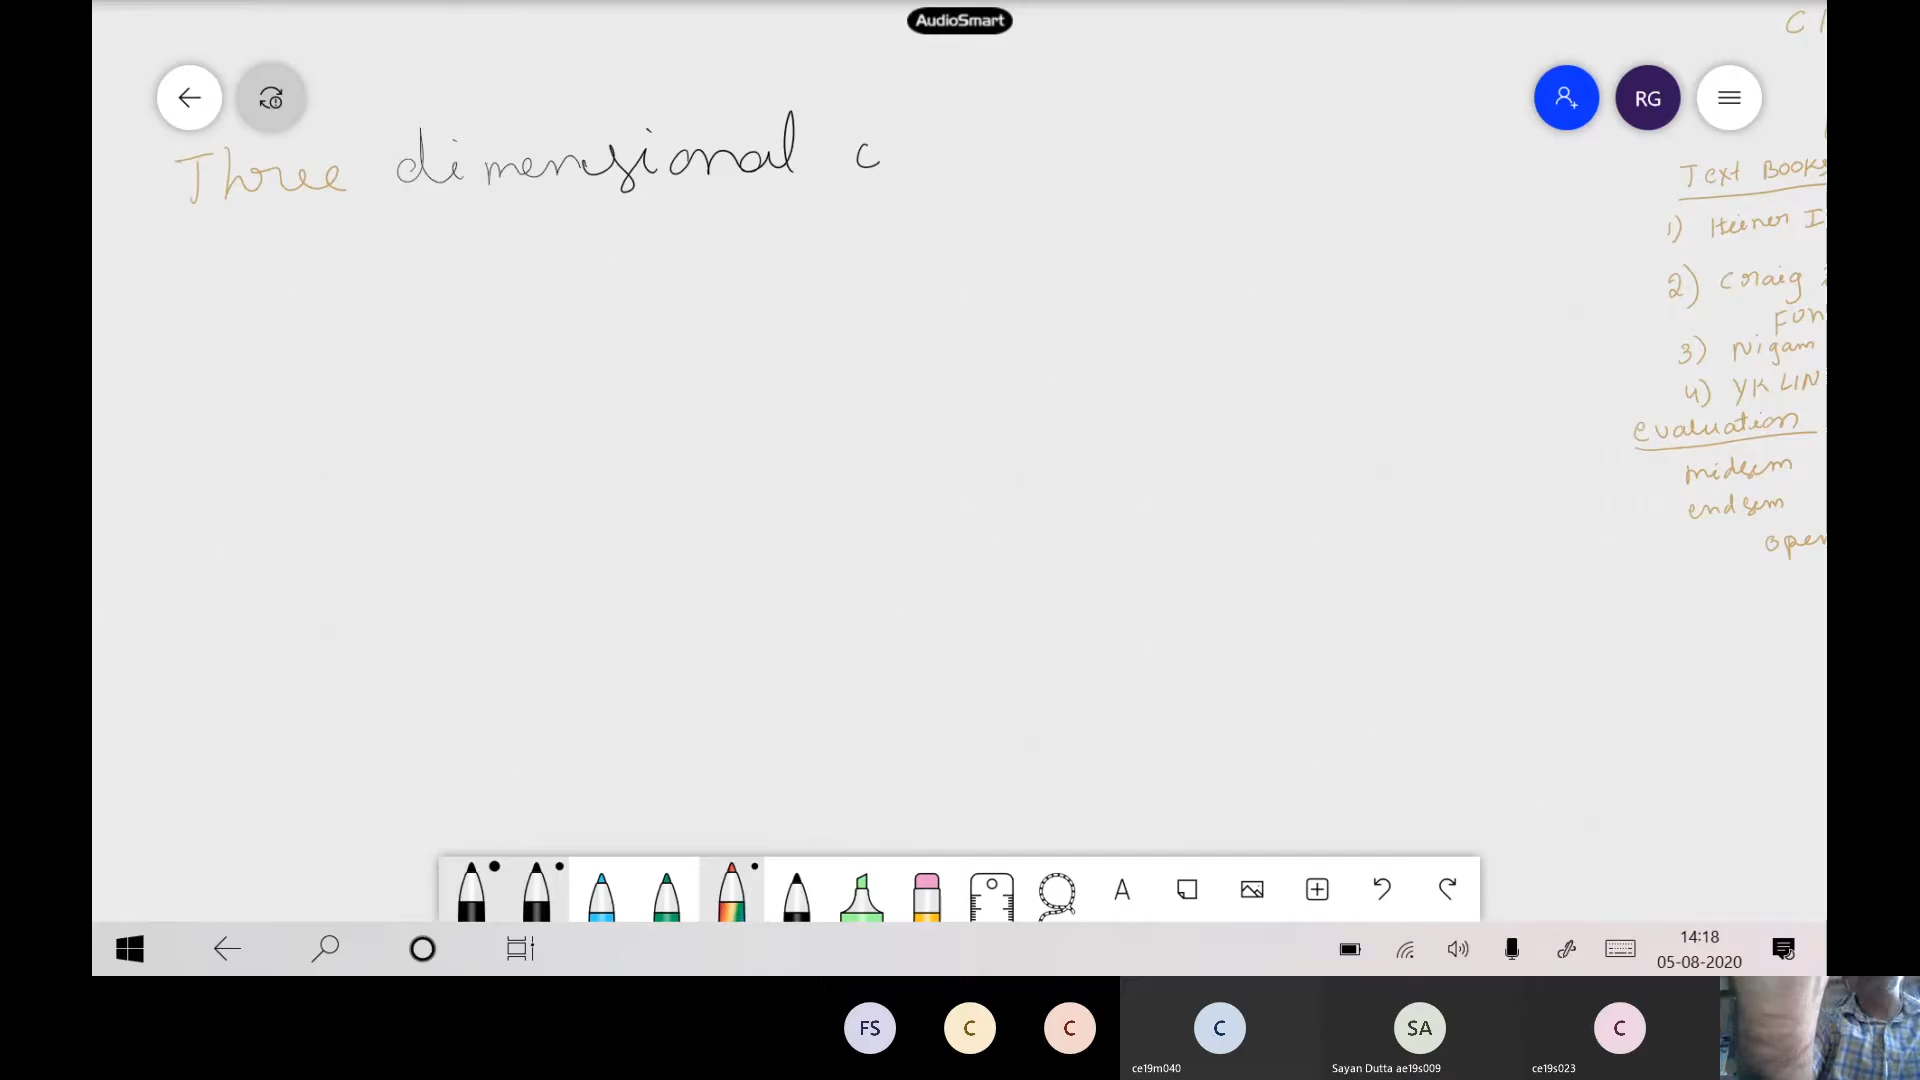 AudioSmart
RG
Three dimensional c
Text Books
1) Heiner I
2) Craig
3) Nigam
4) YK LIN
evaluation
midsem
endsem
open
A
14:18
05-08-2020
FS
C
C
C
SA
C
ce19m040
Sayan Dutta ae19s009
ce19s023